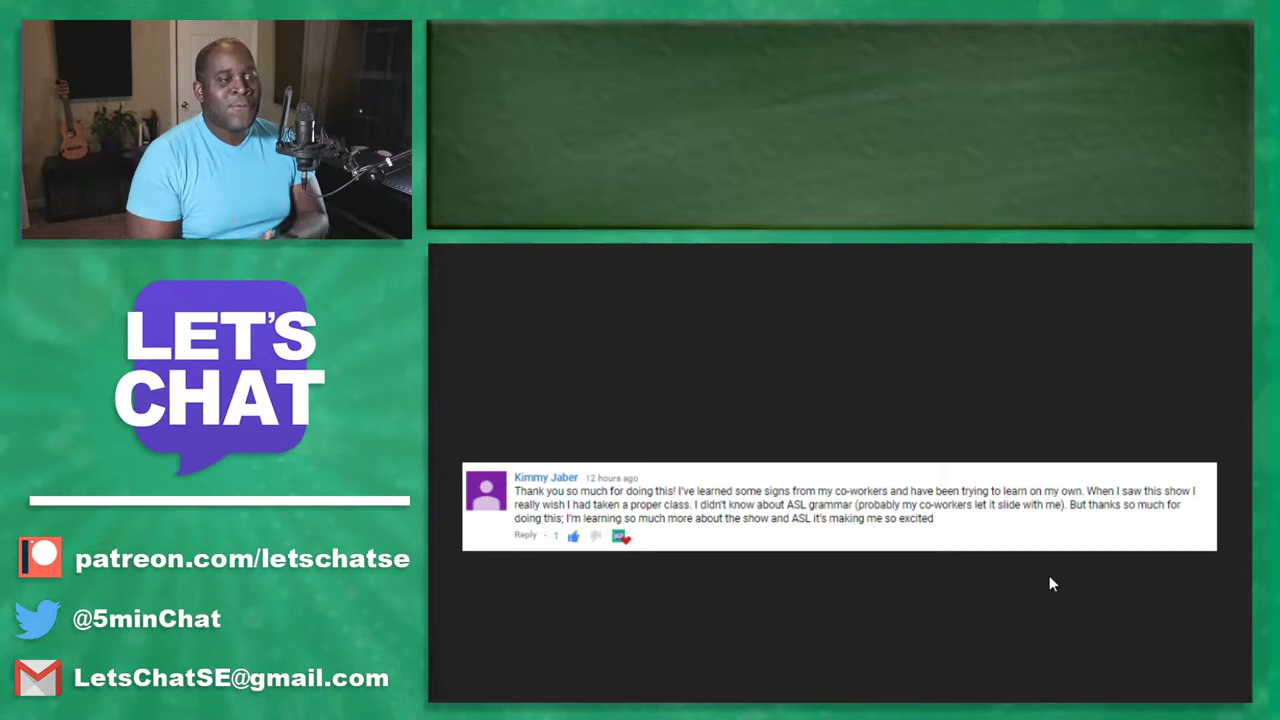 LET'S
CHAT
patreon.com/letschatse
@5minChat
LetsChatSE@gmail.com
Kimmy Jaber 12 hours ago
Thank you so much for doing this! I've learned some signs from my co-workers and have been trying to learn on my own. When I saw this show I
really wish I had taken a proper class. I didn't know about ASL grammar (probably my co-workers let it slide with me). But thanks so much for
doing this; I'm learning so much more about the show and ASL it's making me so excited
Reply · 1